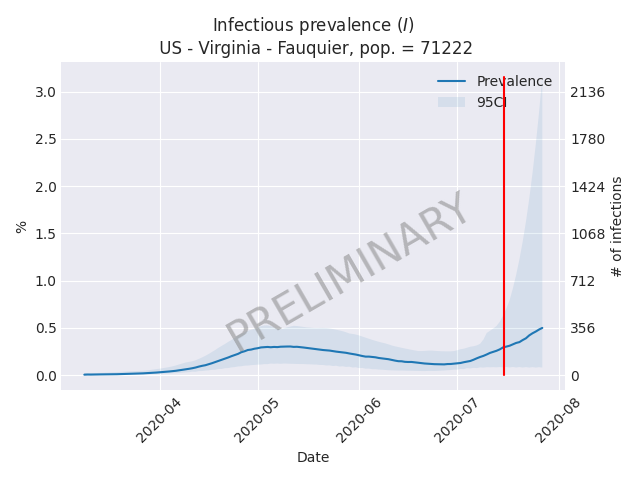 Infectious prevalence (I)
US - Virginia - Fauquier, pop. = 71222
Prevalence
95CI
3.0
2.5
2.0
1.5
1.0
0.5
0.0
%
2136
1780
1424
1068
712
356
0
# of infections
PRELIMINARY
2020-04
2020-05
2020-06
2020-07
2020-08
Date